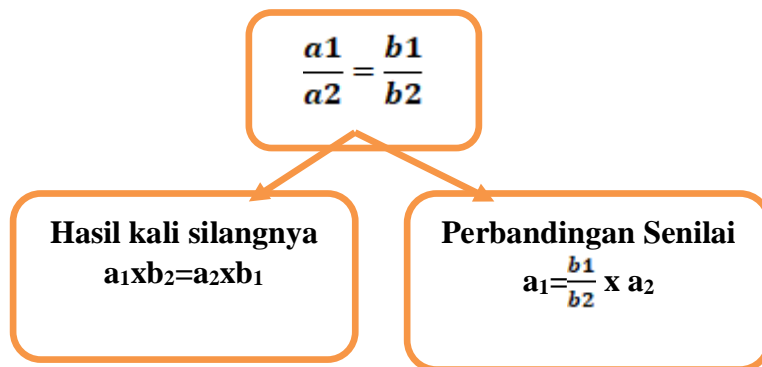 a1/a2 = b1/b2
Hasil kali silangnya
a₁xb₂=a₂xb₁
Perbandingan Senilai
a₁=b1/b2 x a₂